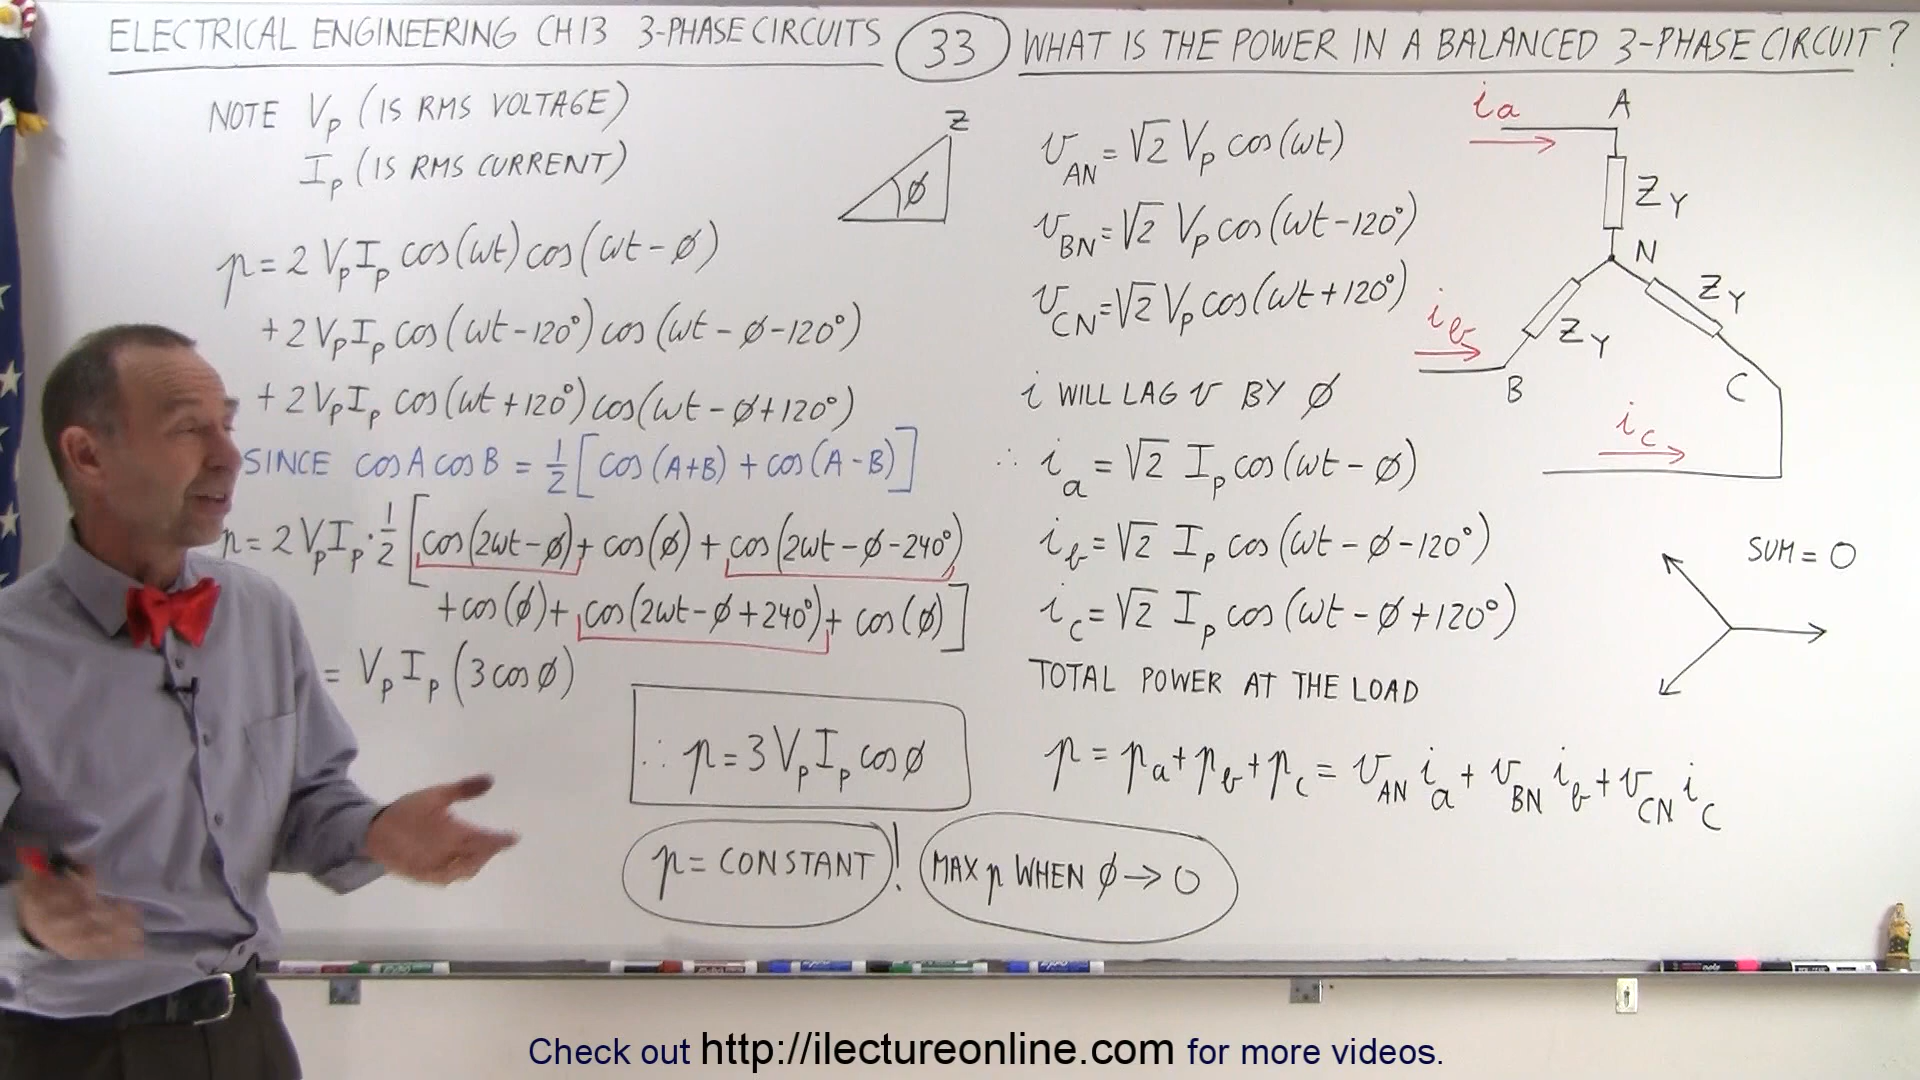 ELECTRICAL ENGINEERING CH 13 3-PHASE CIRCUITS 33 WHAT IS THE POWER IN A BALANCED 3-PHASE CIRCUIT?
NOTE Vp (IS RMS VOLTAGE)
Ip (IS RMS CURRENT)
p = 2 VpIp cos(ωt) cos(ωt - ø)
+ 2 VpIp cos(ωt - 120°) cos(ωt - ø - 120°)
+ 2 VpIp cos(ωt + 120°) cos(ωt - ø + 120°)
SINCE cos A cos B = 1/2 [cos(A+B) + cos(A-B)]
p = 2 VpIp · 1/2 [cos(2ωt - ø) + cos(ø) + cos(2ωt - ø - 240°)
+ cos(ø) + cos(2ωt - ø + 240°) + cos(ø)]
= VpIp (3 cos ø)
∴ p = 3 VpIp cos ø
p = CONSTANT !
MAX p WHEN ø → 0
Z
ø
vAN = √2 Vp cos(ωt)
vBN = √2 Vp cos(ωt - 120°)
vCN = √2 Vp cos(ωt + 120°)
i WILL LAG v BY ø
∴ ia = √2 Ip cos(ωt - ø)
ib = √2 Ip cos(ωt - ø - 120°)
ic = √2 Ip cos(ωt - ø + 120°)
TOTAL POWER AT THE LOAD
p = pa + pb + pc = vAN ia + vBN ib + vCN ic
ia
A
ZY
N
ZY
ib
ZY
B
C
ic
SUM = 0
Check out http://ilectureonline.com for more videos.